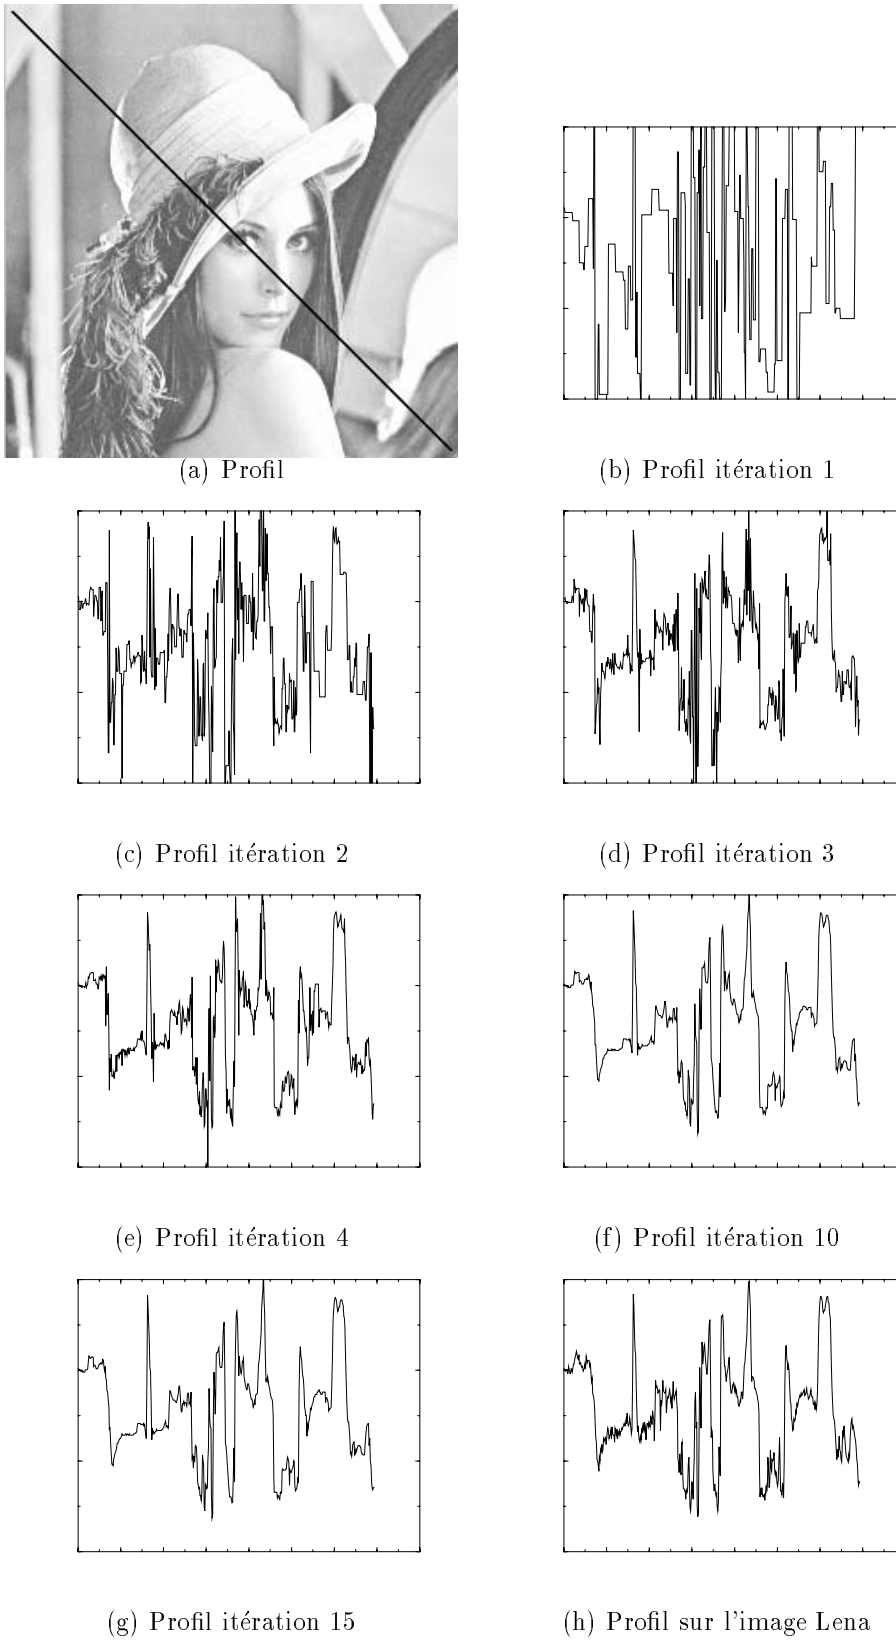 (a) Profil
(b) Profil itération 1
(c) Profil itération 2
(d) Profil itération 3
(e) Profil itération 4
(f) Profil itération 10
(g) Profil itération 15
(h) Profil sur l'image Lena